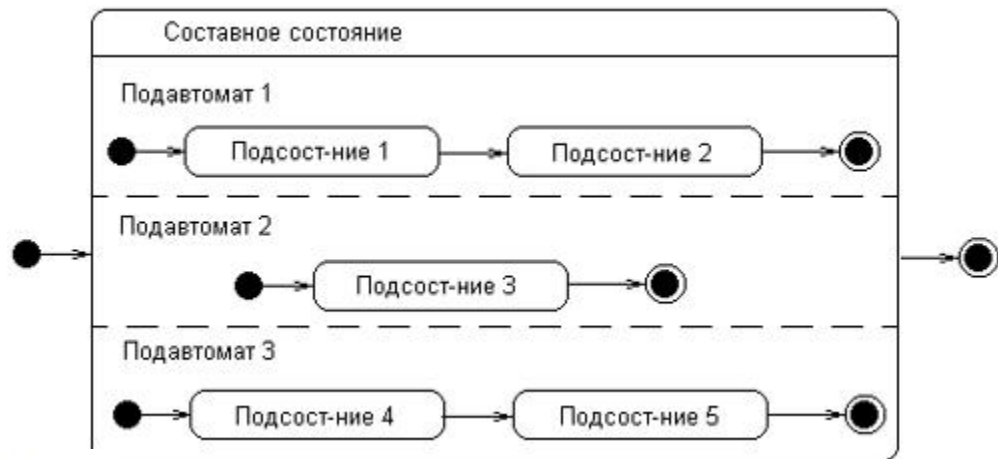 Составное состояние
Подавтомат 1
Подсост-ние 1
Подсост-ние 2
Подавтомат 2
Подсост-ние 3
Подавтомат 3
Подсост-ние 4
Подсост-ние 5